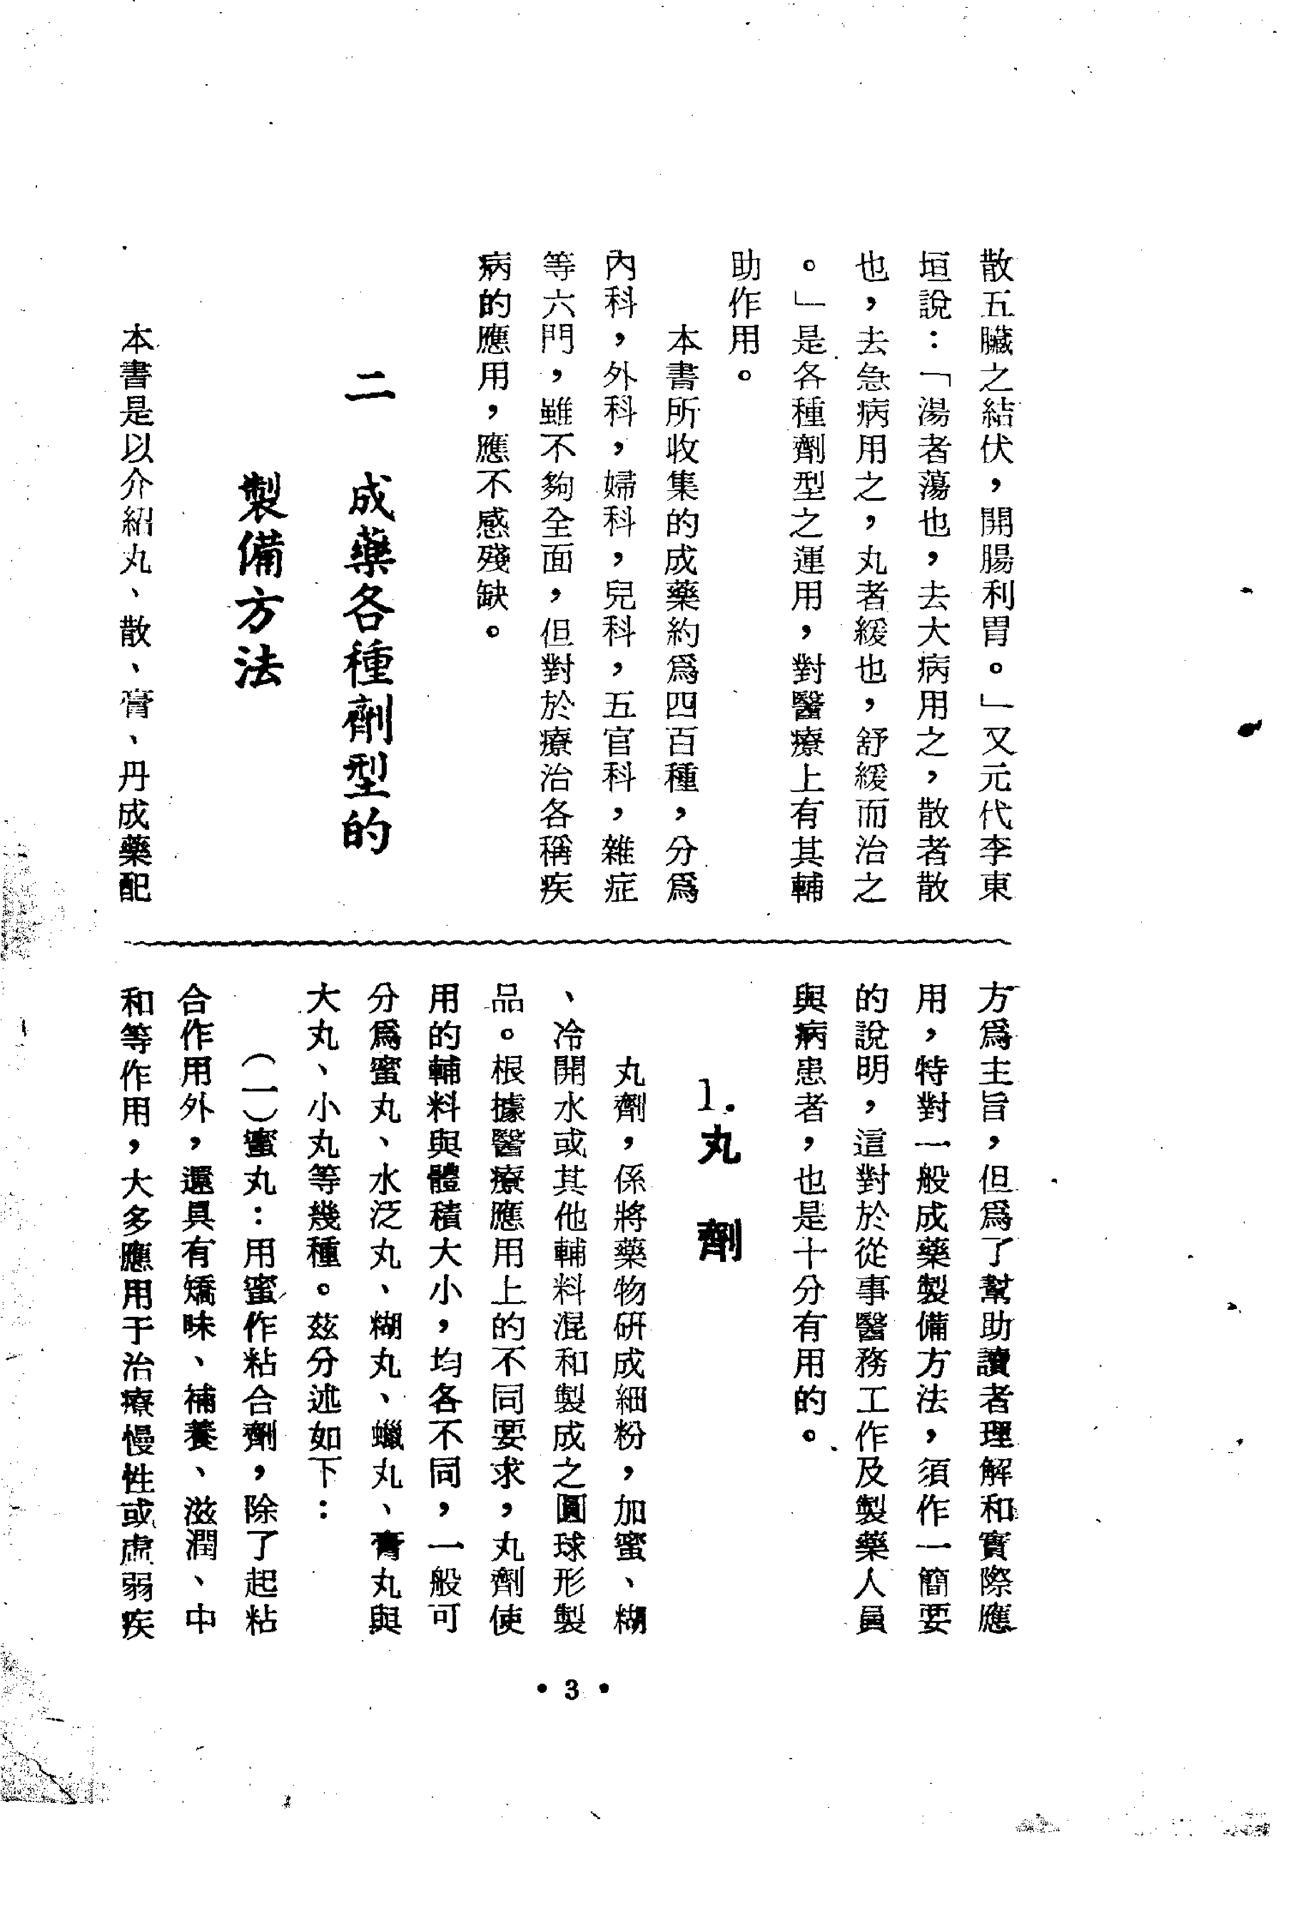 散五臟之結伏，開腸利胃。」又元代李東
垣說：「湯者蕩也，去大病用之，散者散
也，去急病用之，丸者緩也，舒緩而治之
。」是各種劑型之運用，對醫療上有其輔
助作用。
本書所收集的成藥約爲四百種，分爲
內科，外科，婦科，兒科，五官科，雜症
等六門，雖不夠全面，但對於療治各稱疾
病的應用，應不感殘缺。
二　成藥各種劑型的
製備方法
本書是以介紹丸、散、膏、丹成藥配
方爲主旨，但爲了幫助讀者理解和實際應
用，特對一般成藥製備方法，須作一簡要
的說明，這對於從事醫務工作及製藥人員
與病患者，也是十分有用的。
1.丸　劑
丸劑，係將藥物研成細粉，加蜜、糊
、冷開水或其他輔料混和製成之圓球形製
品。根據醫療應用上的不同要求，丸劑使
用的輔料與體積大小，均各不同，一般可
分爲蜜丸、水泛丸、糊丸、蠟丸、膏丸與
大丸、小丸等幾種。茲分述如下：
（一）蜜丸：用蜜作粘合劑，除了起粘
合作用外，還具有矯味、補養、滋潤、中
和等作用，大多應用于治療慢性或虛弱疾
•3•